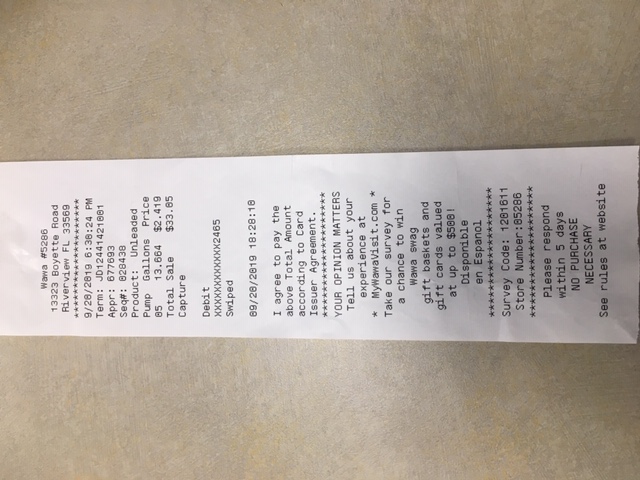 Wawa #5286
13323 Boyette Road
Riverview FL 33569
********************
9/20/2019 6:30:24 PM
Term: JD12441421001
Appr: 677693
Seq#: 028438
Product:  Unleaded
Pump  Gallons  Price
05    13.664  $2.419
Total Sale    $33.05
Capture
Debit
XXXXXXXXXXXX2465
Swiped
09/20/2019 18:28:10
I agree to pay the
above Total Amount
according to Card
Issuer Agreement.
*********************
YOUR OPINION MATTERS
Tell us about your
experience at
*  MyWawaVisit.com *
Take our survey for
a chance to win
Wawa swag
gift baskets and
gift cards valued
at up to $500!
Disponible
en Espanol
*********************
Survey Code: 1201611
Store Number:05286
*********************
Please respond
within 5 days
NO PURCHASE
NECESSARY
See rules at website